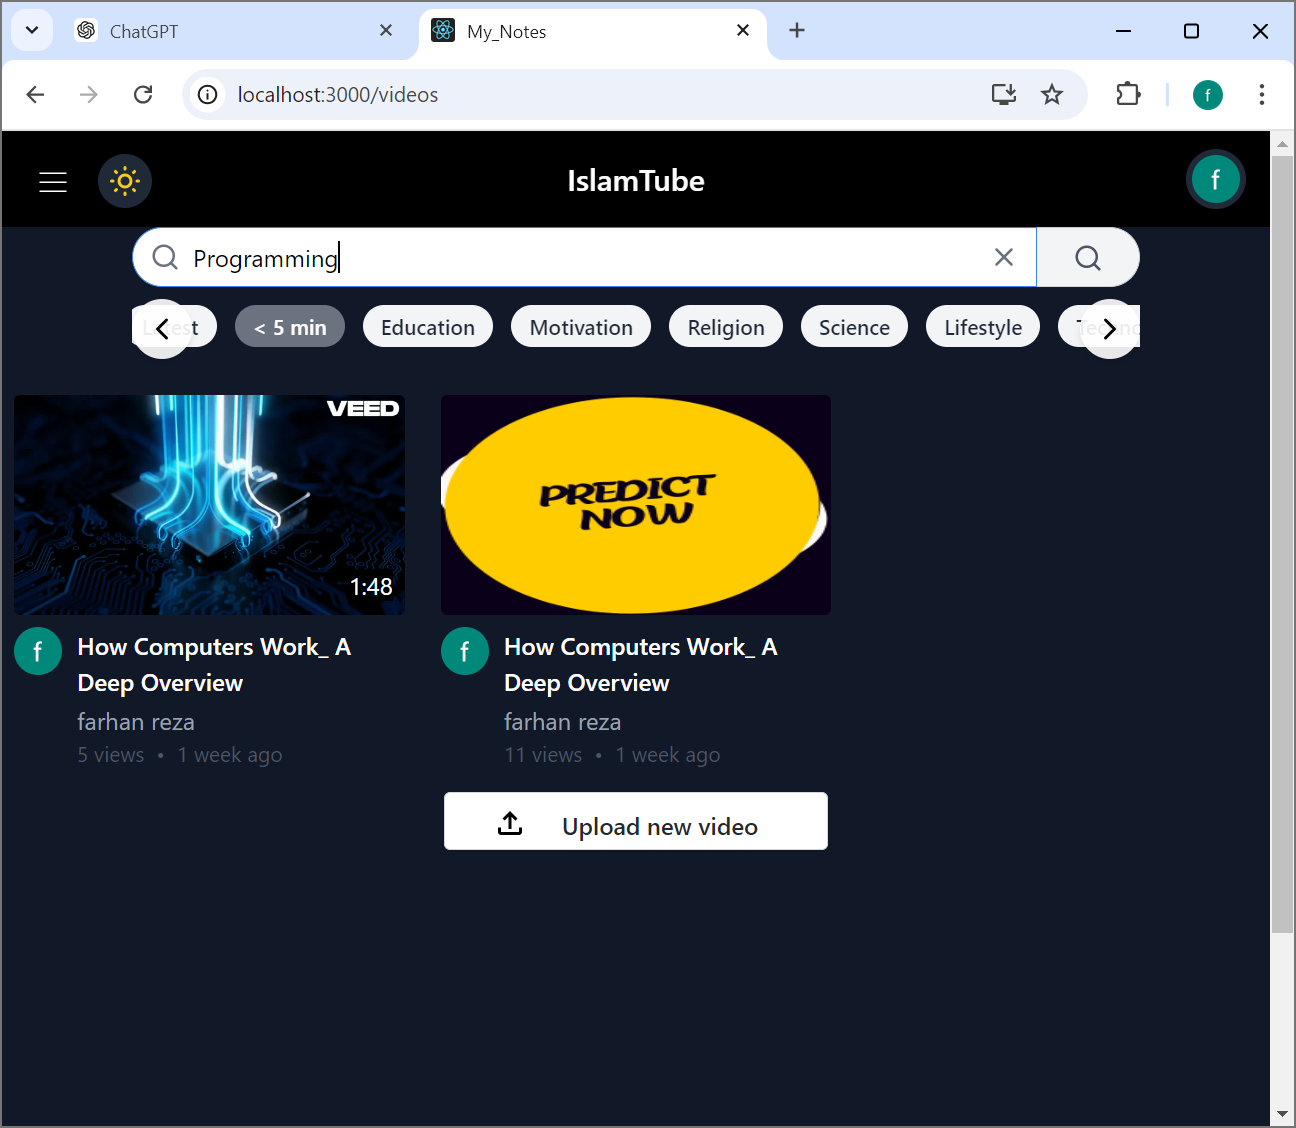 ChatGPT
My_Notes
localhost:3000/videos
f
IslamTube
f
Programming
< 5 min
Education
Motivation
Religion
Science
Lifestyle
VEED
1:48
PREDICT
NOW
f
How Computers Work_ A
Deep Overview
farhan reza
5 views • 1 week ago
f
How Computers Work_ A
Deep Overview
farhan reza
11 views • 1 week ago
Upload new video